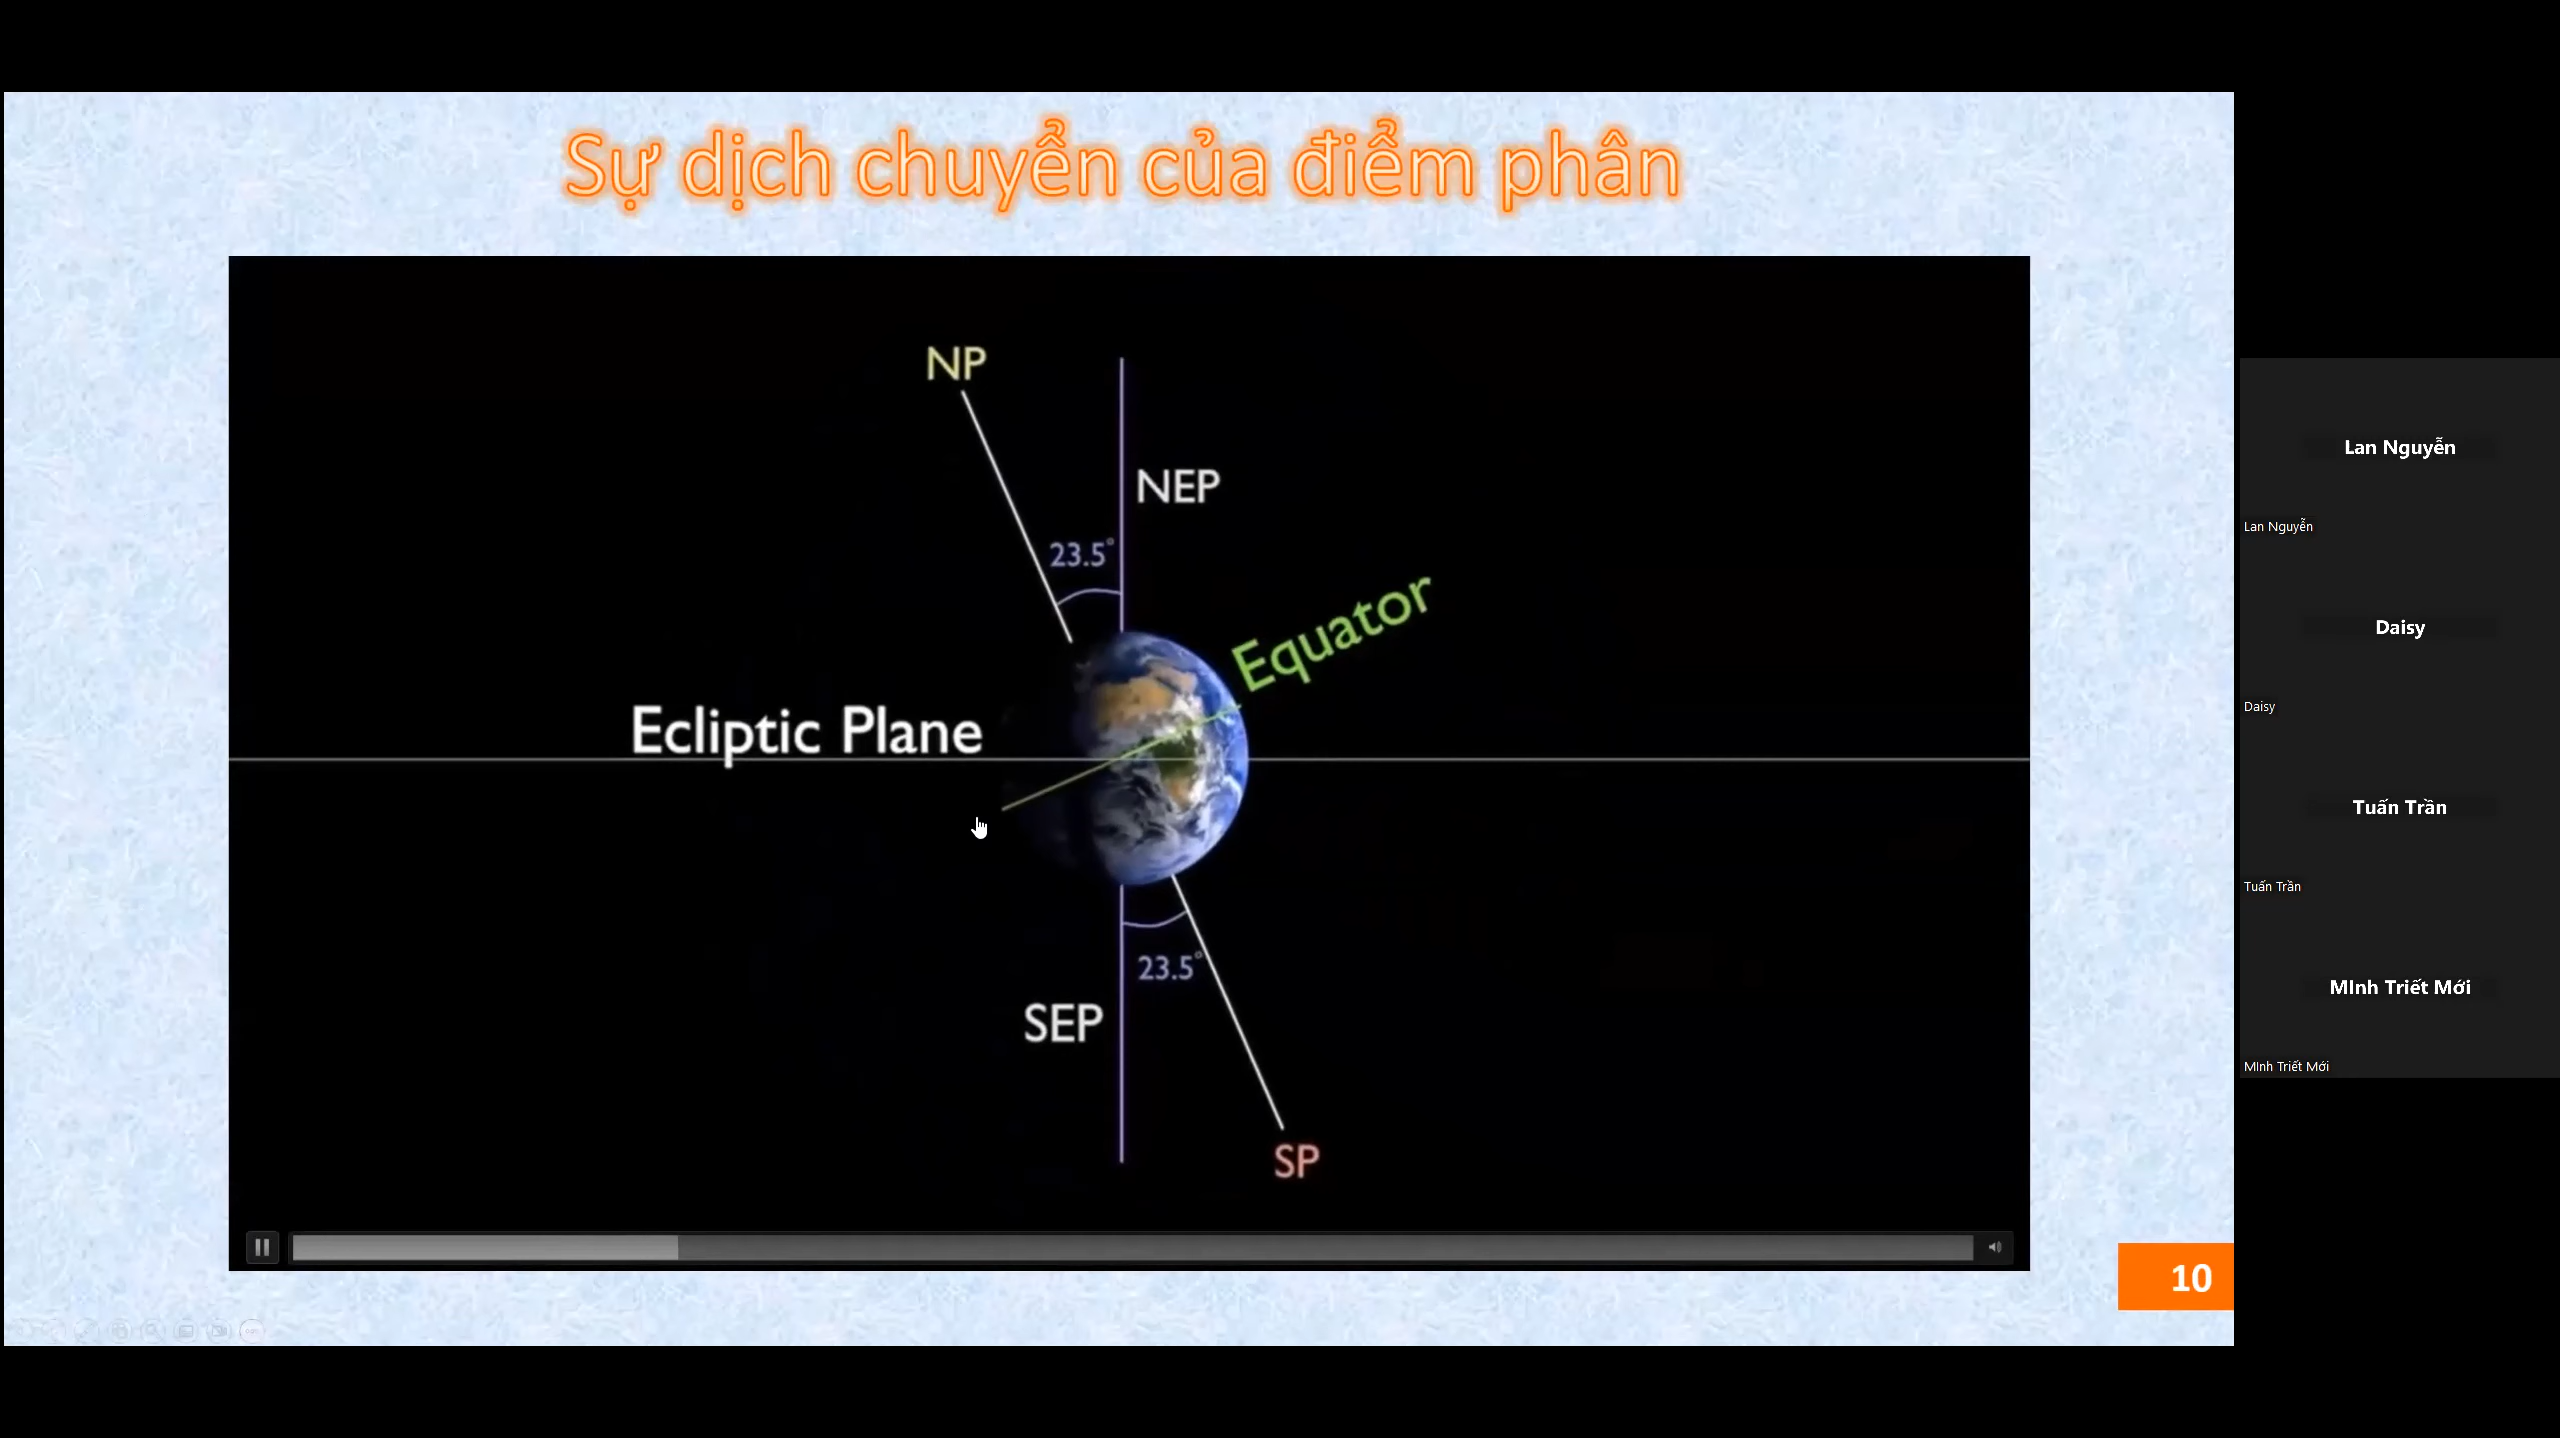 Sự dịch chuyển của điểm phân
NP
NEP
23.5°
Equator
Ecliptic Plane
23.5°
SEP
SP
10
Lan Nguyễn
Lan Nguyễn
Daisy
Daisy
Tuấn Trần
Tuấn Trần
MInh Triết Mới
MInh Triết Mới